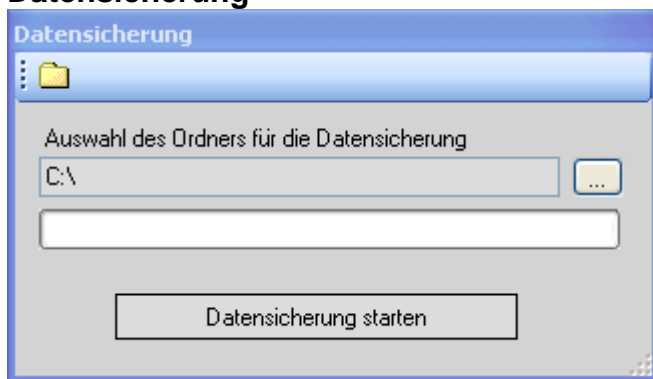 Datensicherung
Datensicherung
Auswahl des Ordners für die Datensicherung
C:\
...
Datensicherung starten